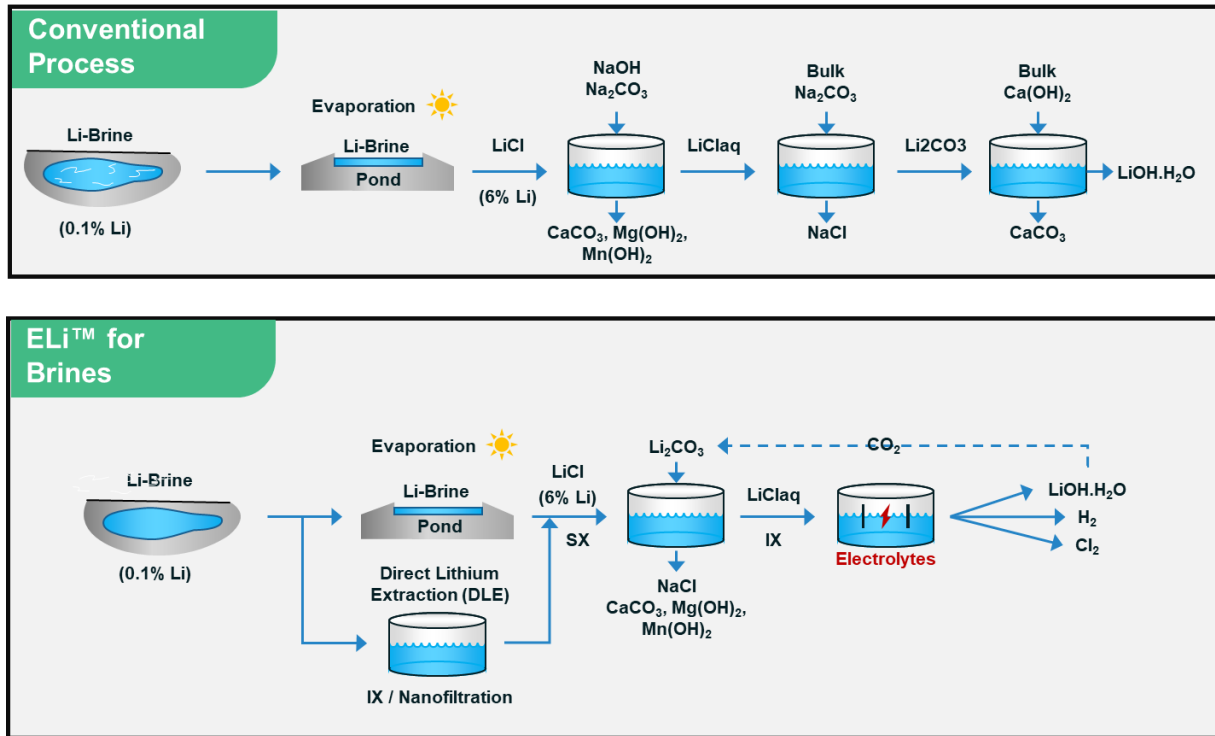 Conventional
Process
Li-Brine
(0.1% Li)
Evaporation
Li-Brine
Pond
LiCl
(6% Li)
NaOH
Na₂CO₃
CaCO₃, Mg(OH)₂,
Mn(OH)₂
LiClaq
Bulk
Na₂CO₃
NaCl
Li2CO3
Bulk
Ca(OH)₂
CaCO₃
LiOH.H₂O
ELi™ for
Brines
Li-Brine
(0.1% Li)
Evaporation
Li-Brine
Pond
Direct Lithium
Extraction (DLE)
IX / Nanofiltration
LiCl
(6% Li)
SX
Li₂CO₃
NaCl
CaCO₃, Mg(OH)₂,
Mn(OH)₂
LiClaq
IX
Electrolytes
CO₂
LiOH.H₂O
H₂
Cl₂